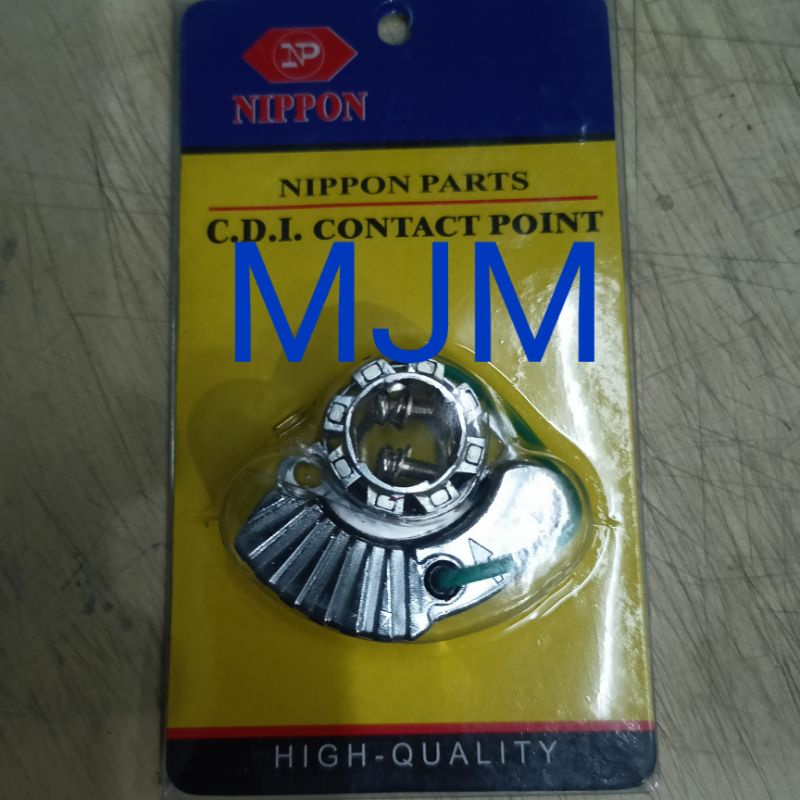 NP
NIPPON
NIPPON PARTS
C.D.I. CONTACT POINT
MJM
HIGH-QUALITY